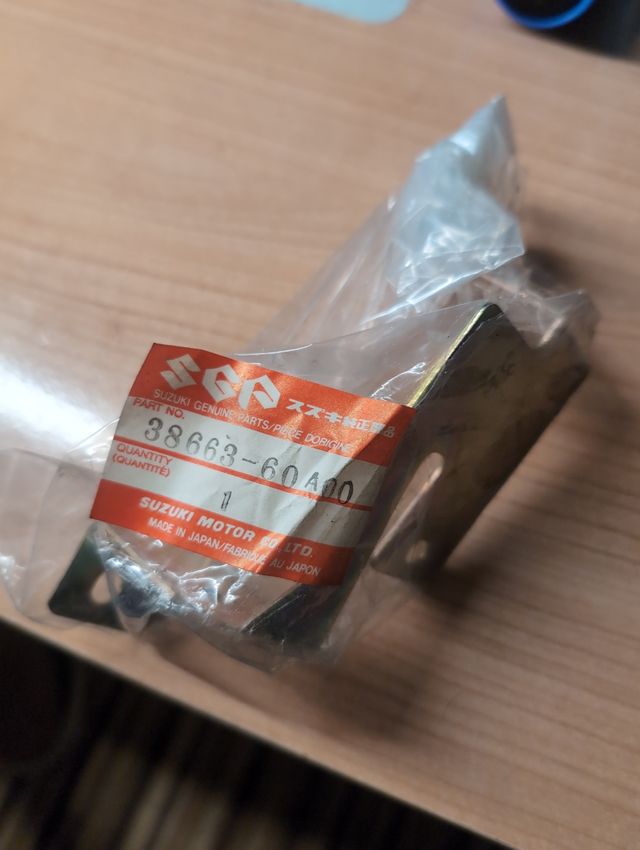 SGP スズキ純正部品
SUZUKI GENUINE PARTS/PIÈCE D'ORIGINE
PART NO.
38663-60A00
QUANTITY
(QUANTITÉ)
1
SUZUKI MOTOR CO.,LTD.
MADE IN JAPAN/FABRIQUÉ AU JAPON